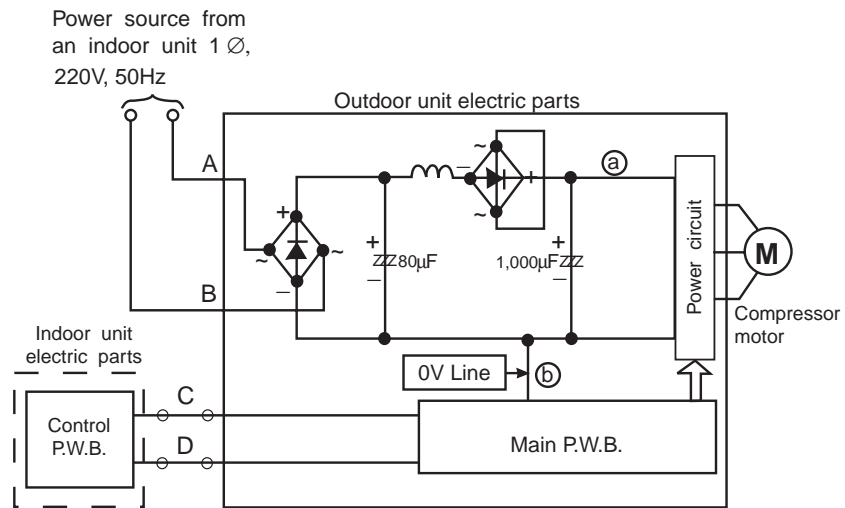 Power source from
an indoor unit 1 ∅,
220V, 50Hz
Outdoor unit electric parts
A
~
ⓐ
−
+
~
+
~
~
B
−
+
80µF
−
+
1,000µF
−
Power circuit
M
Compressor
motor
Indoor unit
electric parts
0V Line
ⓑ
C
Control
P.W.B.
D
Main P.W.B.